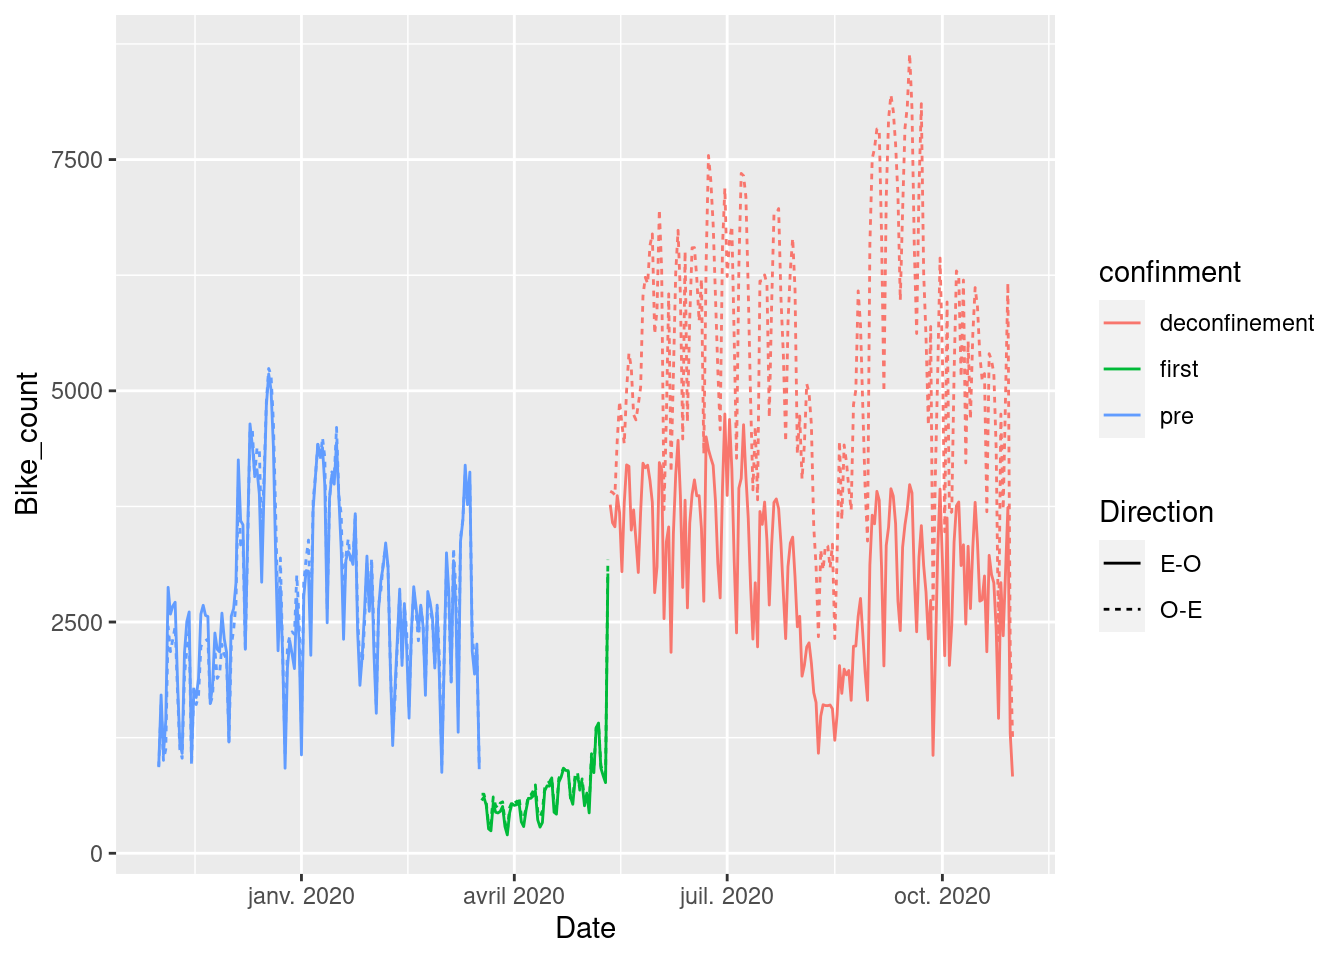 Bike_count
7500
5000
2500
0
janv. 2020
avril 2020
juil. 2020
oct. 2020
Date
confinment
deconfinement
first
pre
Direction
E-O
O-E